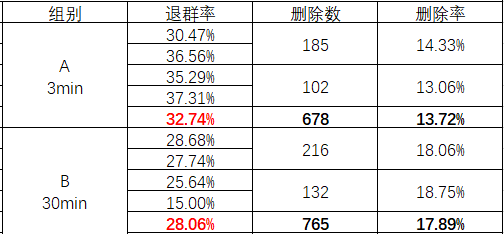 组别 退群率 删除数 删除率
A
3min
30.47%
36.56%
185 14.33%
35.29%
37.31%
102 13.06%
32.74% 678 13.72%
B
30min
28.68%
27.74%
216 18.06%
25.64%
15.00%
132 18.75%
28.06% 765 17.89%